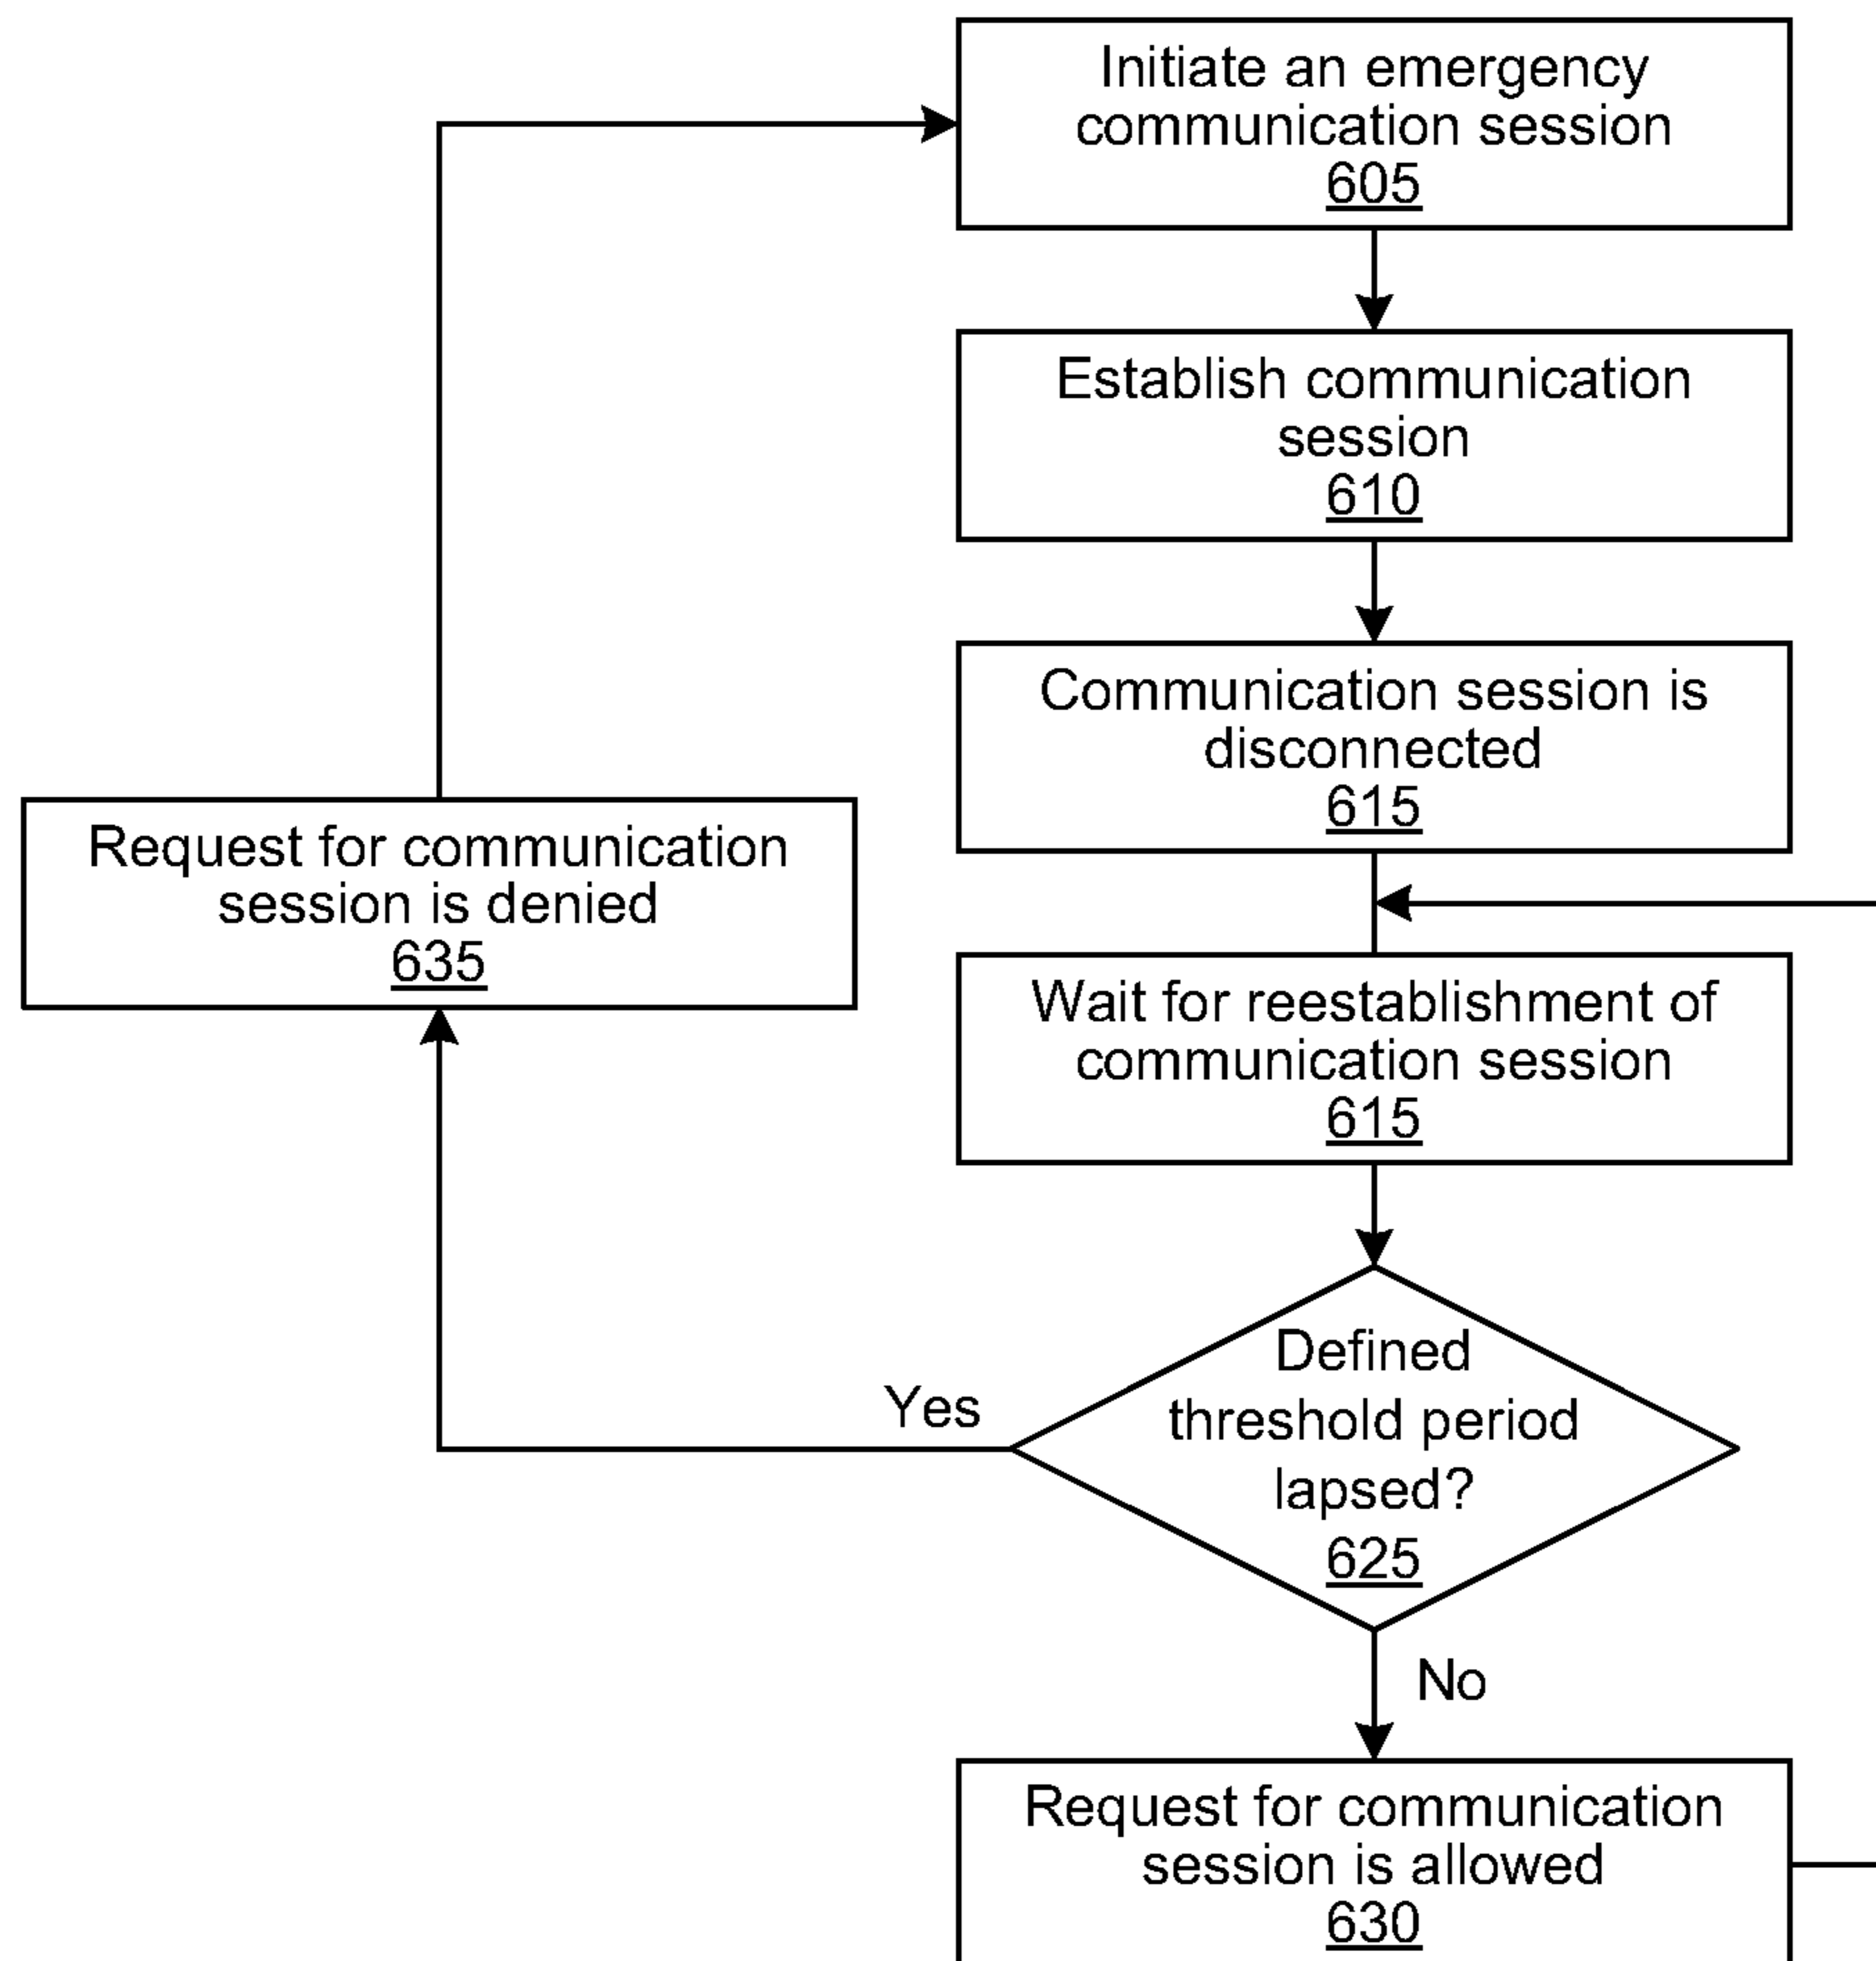 Initiate an emergency
communication session
605
Establish communication
session
610
Communication session is
disconnected
615
Request for communication
session is denied
635
Wait for reestablishment of
communication session
615
Defined
threshold period
lapsed?
625
Yes
No
Request for communication
session is allowed
630